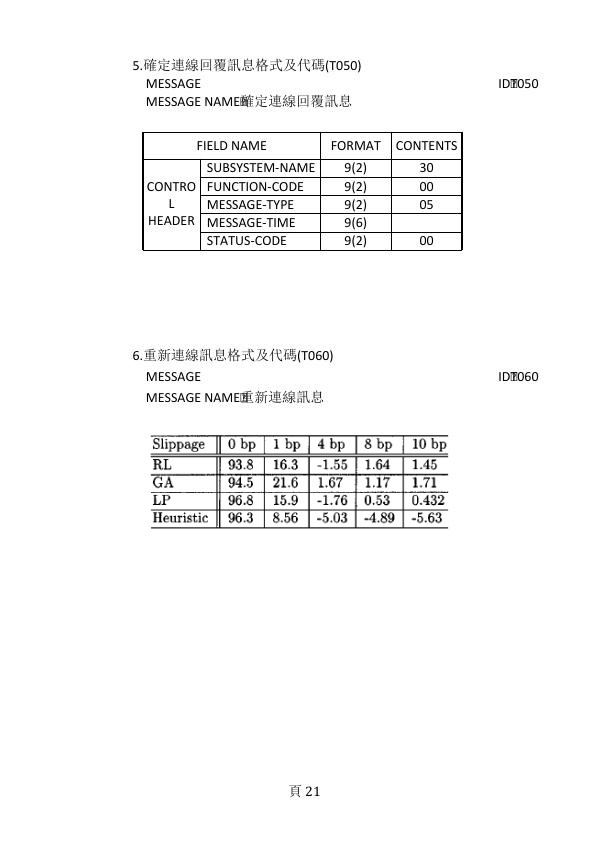 5.確定連線回覆訊息格式及代碼(T050)
MESSAGE ID T050
MESSAGE NAME 確定連線回覆訊息
FIELD NAME FORMAT CONTENTS
CONTROL HEADER SUBSYSTEM-NAME 9(2) 30
FUNCTION-CODE 9(2) 00
MESSAGE-TYPE 9(2) 05
MESSAGE-TIME 9(6)
STATUS-CODE 9(2) 00
6.重新連線訊息格式及代碼(T060)
MESSAGE ID T060
MESSAGE NAME 重新連線訊息
Slippage 0 bp 1 bp 4 bp 8 bp 10 bp
RL 93.8 16.3 -1.55 1.64 1.45
GA 94.5 21.6 1.67 1.17 1.71
LP 96.8 15.9 -1.76 0.53 0.432
Heuristic 96.3 8.56 -5.03 -4.89 -5.63
頁 21